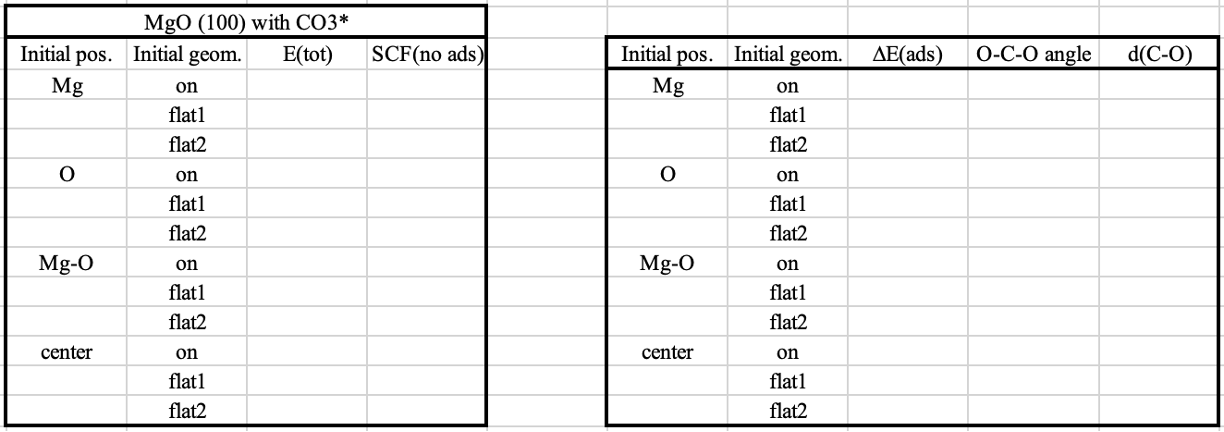 MgO (100) with CO3*
Initial pos. Initial geom. E(tot) SCF(no ads)
Mg on
flat1
flat2
O on
flat1
flat2
Mg-O on
flat1
flat2
center on
flat1
flat2
Initial pos. Initial geom. ΔE(ads) O-C-O angle d(C-O)
Mg on
flat1
flat2
O on
flat1
flat2
Mg-O on
flat1
flat2
center on
flat1
flat2